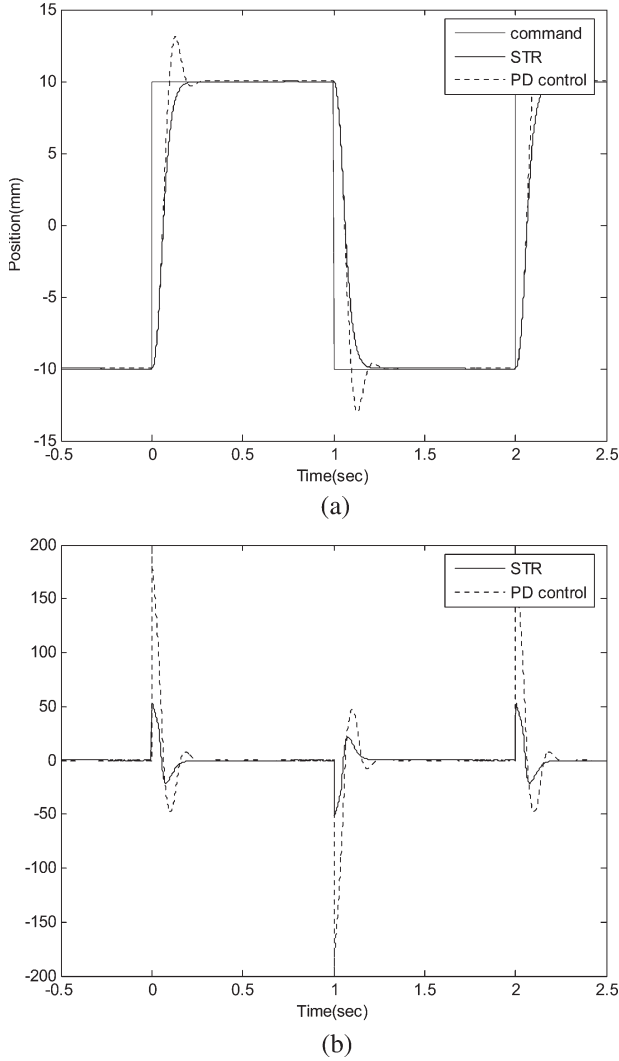 15
10
5
0
-5
-10
-15
Position(mm)
command
STR
PD control
-0.5 0 0.5 1 1.5 2 2.5
Time(sec)
(a)
200
150
100
50
0
-50
-100
-150
-200
STR
PD control
-0.5 0 0.5 1 1.5 2 2.5
Time(sec)
(b)